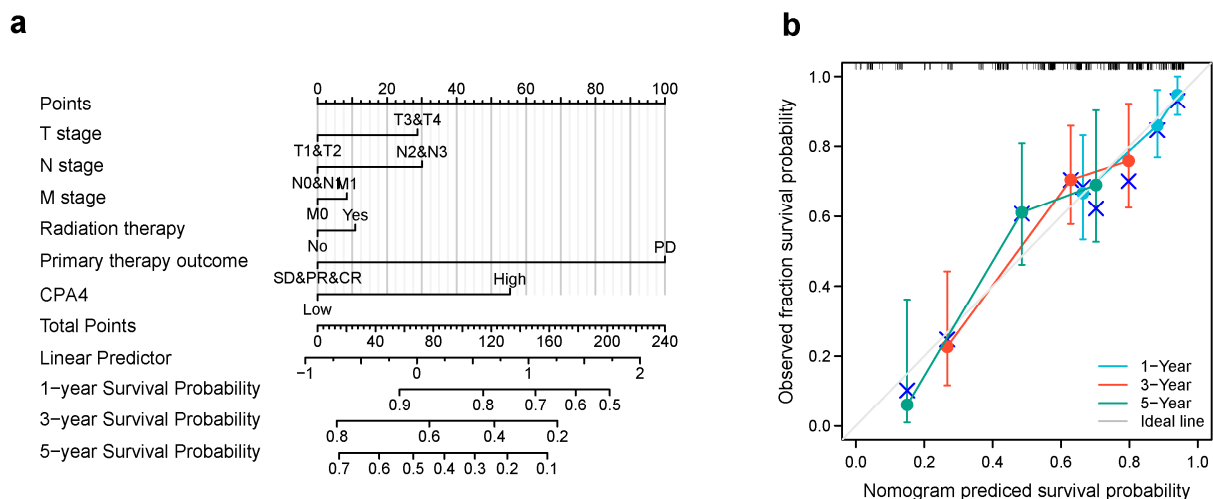 a
Points
0 20 40 60 80 100
T stage
T1&T2 T3&T4
N stage
N0&N1 N2&N3
M stage
M0 M1
Radiation therapy
No Yes
Primary therapy outcome
SD&PR&CR PD
CPA4
Low High
Total Points
0 40 80 120 160 200 240
Linear Predictor
−1 0 1 2
1−year Survival Probability
0.9 0.8 0.7 0.6 0.5
3−year Survival Probability
0.8 0.6 0.4 0.2
5−year Survival Probability
0.7 0.6 0.5 0.4 0.3 0.2 0.1
b
Observed fraction survival probability
1.0
0.8
0.6
0.4
0.2
0.0
1−Year
3−Year
5−Year
Ideal line
0.0 0.2 0.4 0.6 0.8 1.0
Nomogram prediced survival probability